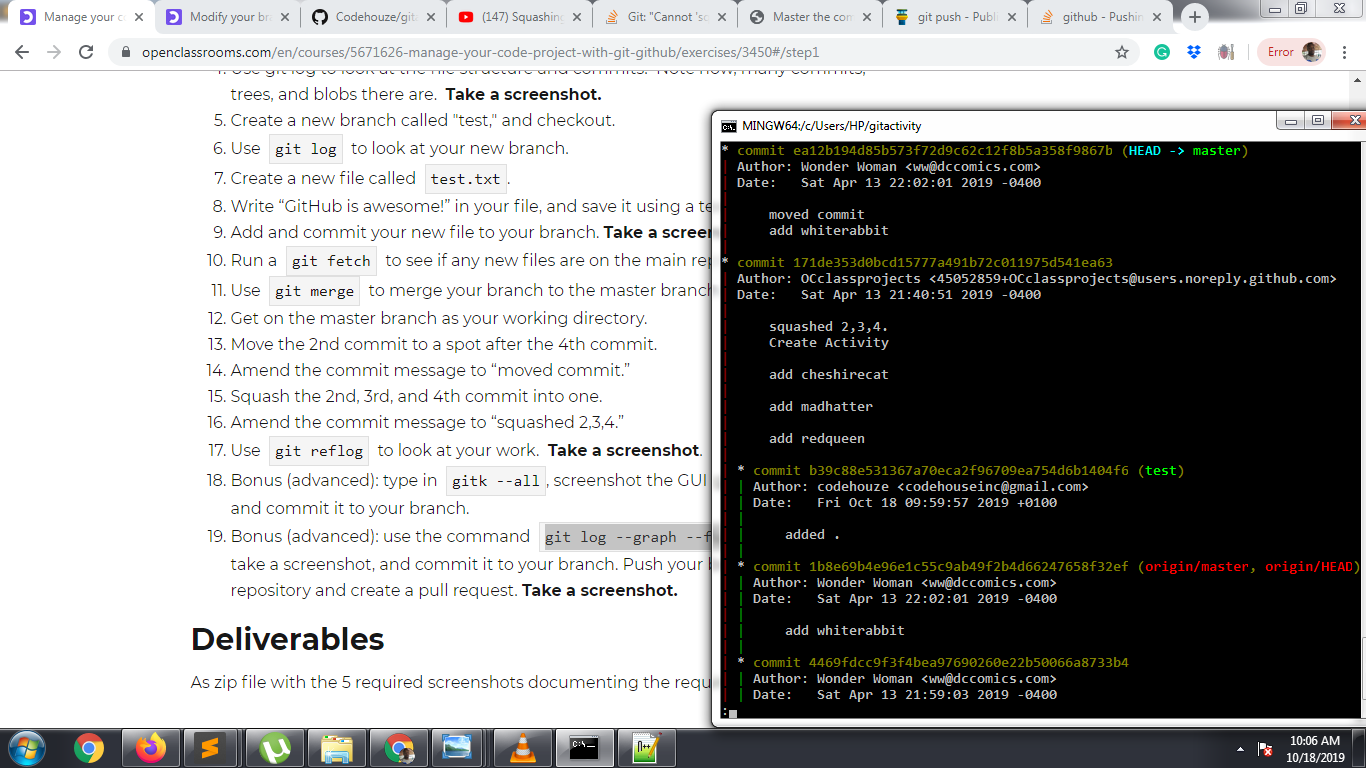 Manage your c
Modify your bra
Codehouze/gita
(147) Squashing
Git: "Cannot 'sc
Master the com
git push - Publi
github - Pushin
openclassrooms.com/en/courses/5671626-manage-your-code-project-with-git-github/exercises/3450#/step1
Error
4. Use git log to look at the file structure and commits. Note how, many commits,
trees, and blobs there are. Take a screenshot.
5. Create a new branch called "test," and checkout.
6. Use git log to look at your new branch.
7. Create a new file called test.txt.
8. Write “GitHub is awesome!” in your file, and save it using a te
9. Add and commit your new file to your branch. Take a screen
10. Run a git fetch to see if any new files are on the main rep
11. Use git merge to merge your branch to the master branch
12. Get on the master branch as your working directory.
13. Move the 2nd commit to a spot after the 4th commit.
14. Amend the commit message to “moved commit.”
15. Squash the 2nd, 3rd, and 4th commit into one.
16. Amend the commit message to “squashed 2,3,4.”
17. Use git reflog to look at your work. Take a screenshot.
18. Bonus (advanced): type in gitk --all, screenshot the GUI
and commit it to your branch.
19. Bonus (advanced): use the command git log --graph --f
take a screenshot, and commit it to your branch. Push your b
repository and create a pull request. Take a screenshot.
Deliverables
As zip file with the 5 required screenshots documenting the requ
MINGW64:/c/Users/HP/gitactivity
* commit ea12b194d85b573f72d9c62c12f8b5a358f9867b (HEAD -> master)
Author: Wonder Woman <ww@dccomics.com>
Date: Sat Apr 13 22:02:01 2019 -0400
moved commit
add whiterabbit
* commit 171de353d0bcd15777a491b72c011975d541ea63
Author: OCclassprojects <45052859+OCclassprojects@users.noreply.github.com>
Date: Sat Apr 13 21:40:51 2019 -0400
squashed 2,3,4.
Create Activity
add cheshirecat
add madhatter
add redqueen
* commit b39c88e531367a70eca2f96709ea754d6b1404f6 (test)
| Author: codehouze <codehouseinc@gmail.com>
| Date: Fri Oct 18 09:59:57 2019 +0100
|
| added .
|
* commit 1b8e69b4e96e1c55c9ab49f2b4d66247658f32ef (origin/master, origin/HEAD)
| Author: Wonder Woman <ww@dccomics.com>
| Date: Sat Apr 13 22:02:01 2019 -0400
|
| add whiterabbit
|
* commit 4469fdcc9f3f4bea97690260e22b50066a8733b4
| Author: Wonder Woman <ww@dccomics.com>
| Date: Sat Apr 13 21:59:03 2019 -0400
:
10:06 AM
10/18/2019